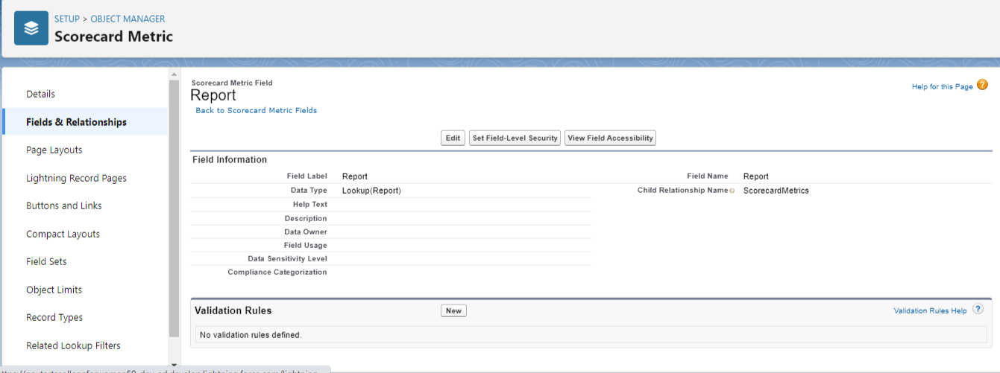 SETUP > OBJECT MANAGER
Scorecard Metric
Details
Fields & Relationships
Page Layouts
Lightning Record Pages
Buttons and Links
Compact Layouts
Field Sets
Object Limits
Record Types
Related Lookup Filters
Scorecard Metric Field
Report
Back to Scorecard Metric Fields
Help for this Page ?
Edit Set Field-Level Security View Field Accessibility
Field Information
Field Label Report Field Name Report
Data Type Lookup(Report) Child Relationship Name ScorecardMetrics
Help Text
Description
Data Owner
Field Usage
Data Sensitivity Level
Compliance Categorization
Validation Rules New Validation Rules Help ?
No validation rules defined.